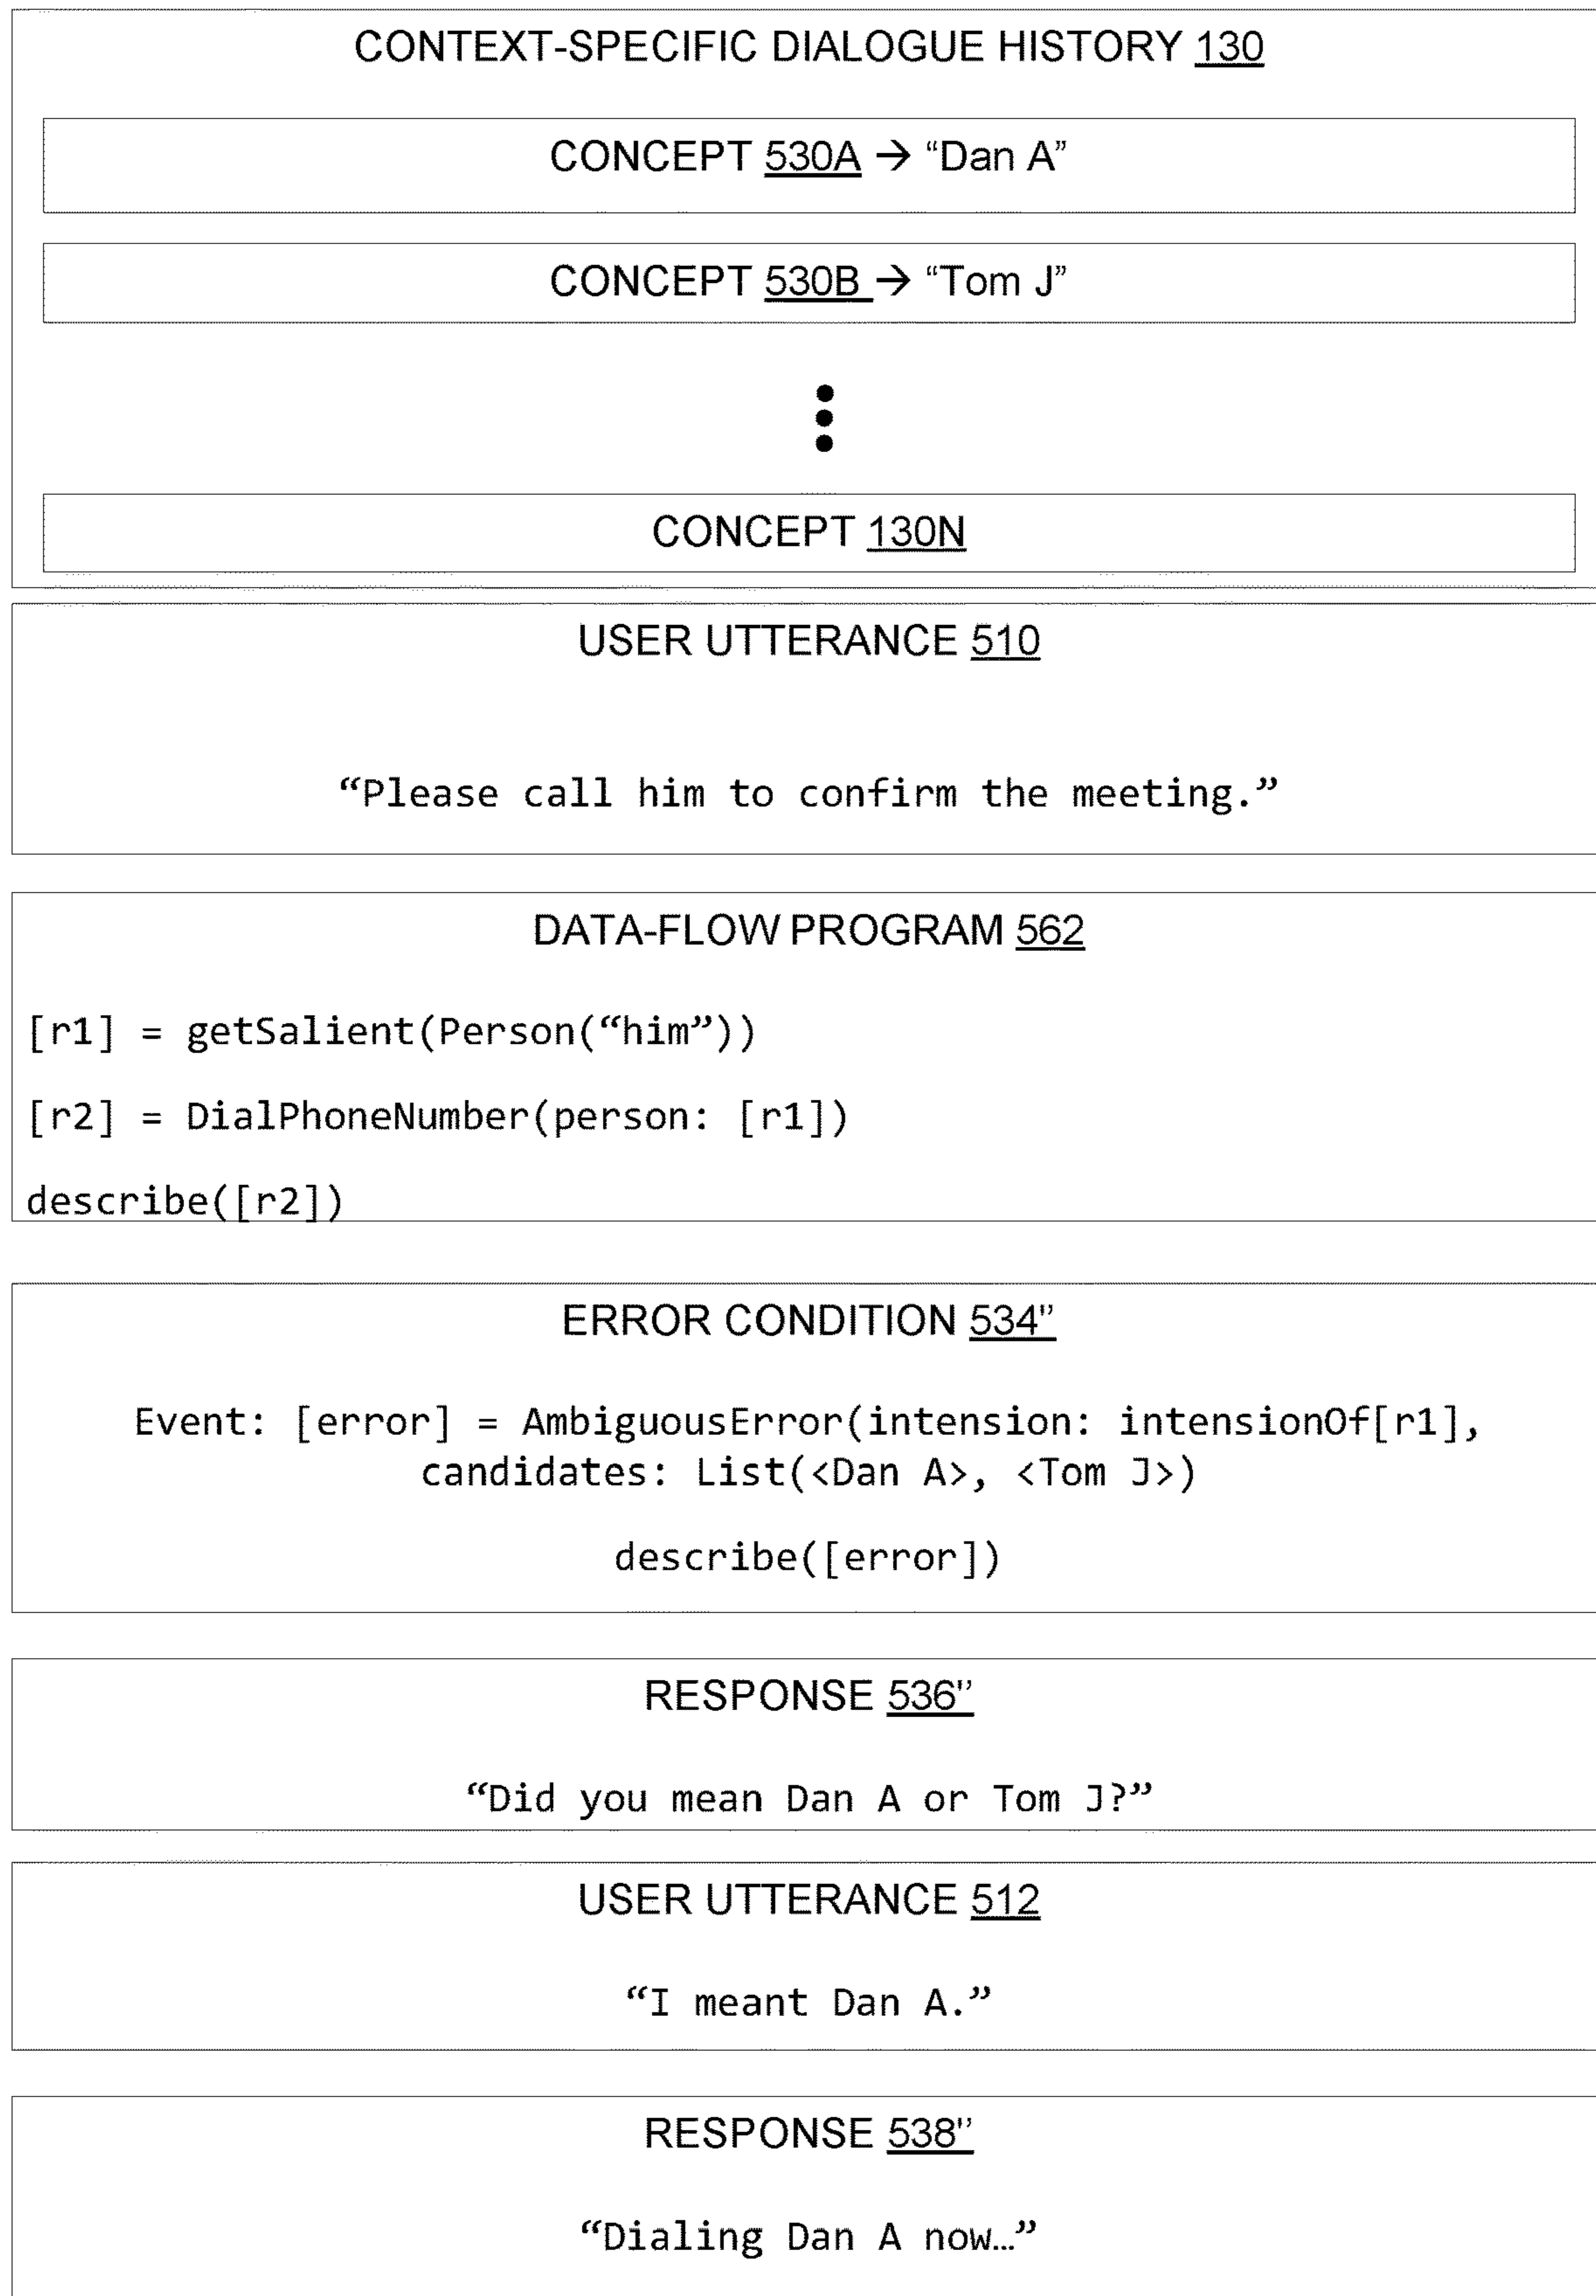 CONTEXT-SPECIFIC DIALOGUE HISTORY 130
CONCEPT 530A → “Dan A”
CONCEPT 530B → “Tom J”
CONCEPT 130N
USER UTTERANCE 510
“Please call him to confirm the meeting.”
DATA-FLOW PROGRAM 562
[r1] = getSalient(Person(“him”))
[r2] = DialPhoneNumber(person: [r1])
describe([r2])
ERROR CONDITION 534''
Event: [error] = AmbiguousError(intension: intensionOf[r1],
candidates: List(<Dan A>, <Tom J>)
describe([error])
RESPONSE 536''
“Did you mean Dan A or Tom J?”
USER UTTERANCE 512
“I meant Dan A.”
RESPONSE 538''
“Dialing Dan A now…”